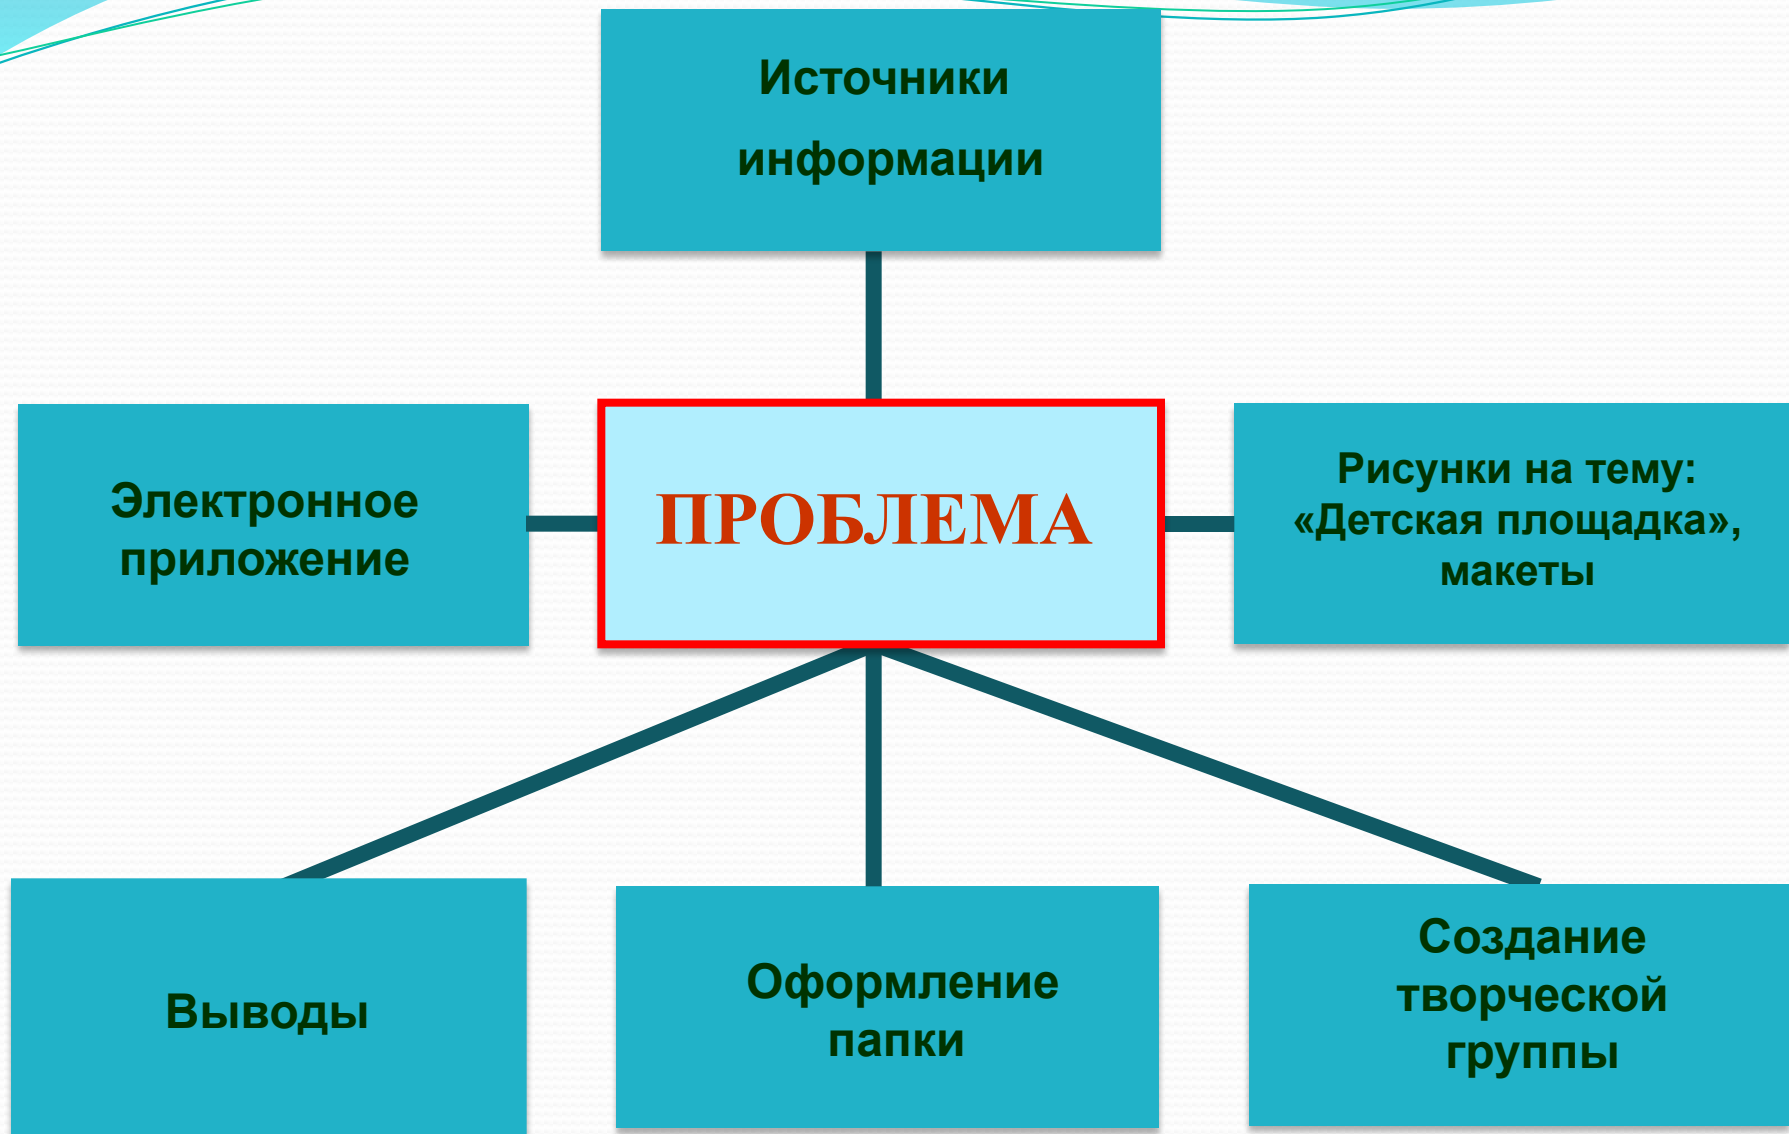 Источники
информации
Электронное
приложение
ПРОБЛЕМА
Рисунки на тему:
«Детская площадка»,
макеты
Выводы
Оформление
папки
Создание
творческой
группы